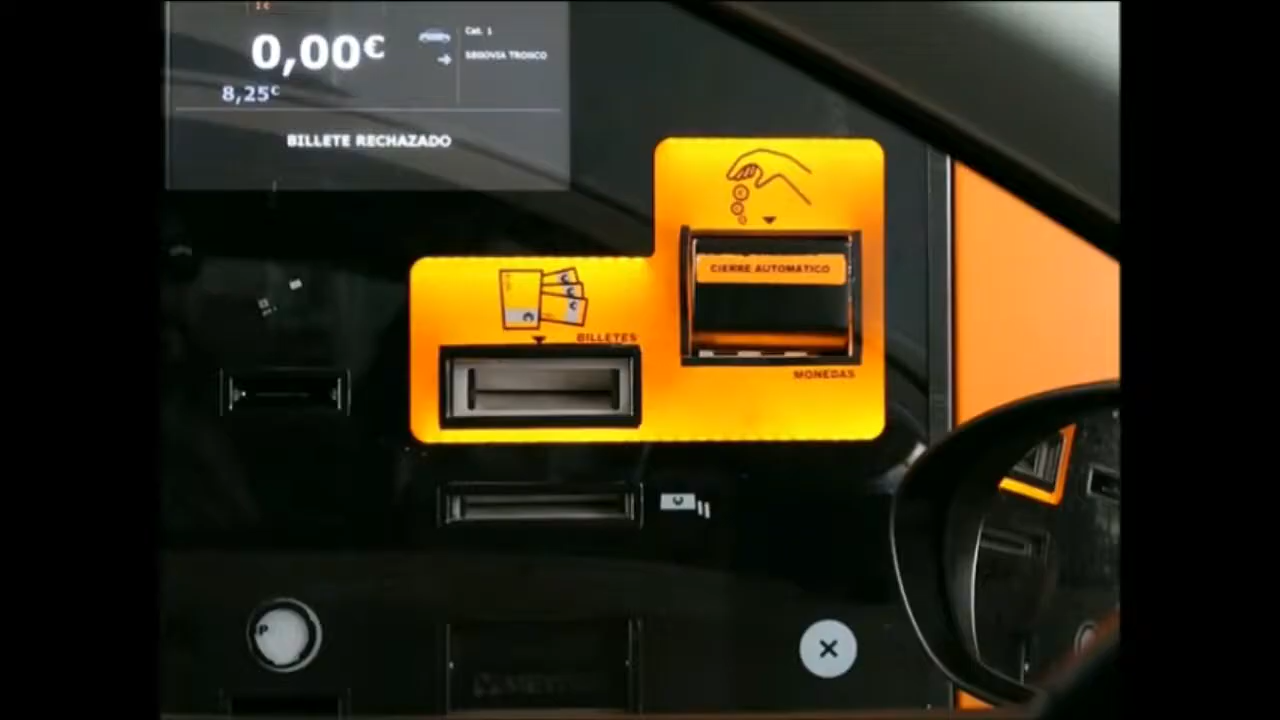 0,00€
Cat. 1
SEGOVIA TRONCO
8,25€
BILLETE RECHAZADO
CIERRE AUTOMATICO
BILLETES
MONEDAS
P